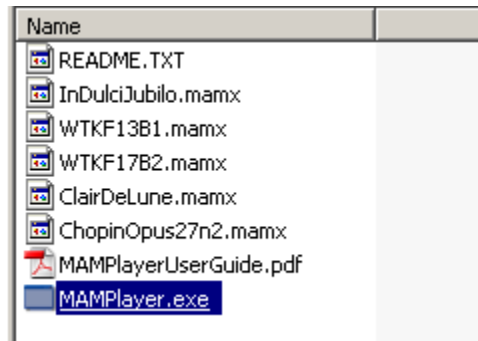 Name
README.TXT
InDulciJubilo.mamx
WTKF13B1.mamx
WTKF17B2.mamx
ClairDeLune.mamx
ChopinOpus27n2.mamx
MAMPlayerUserGuide.pdf
MAMPlayer.exe